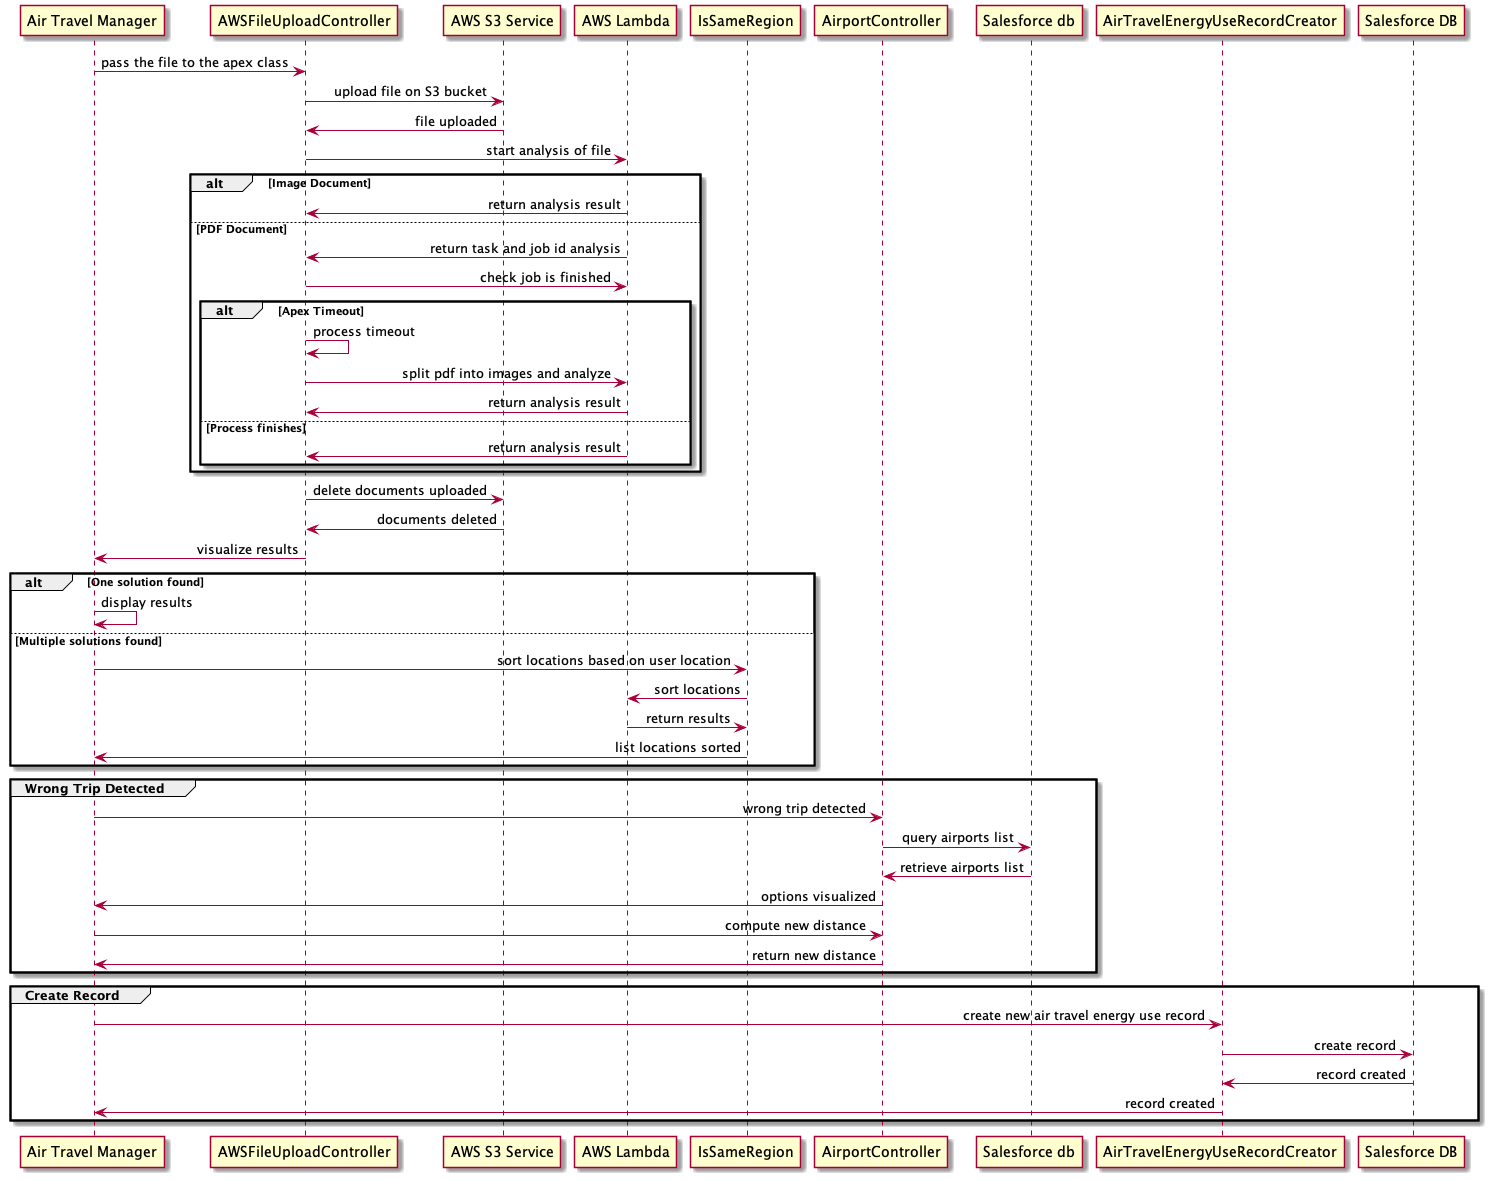 Air Travel Manager
AWSFileUploadController
AWS S3 Service
AWS Lambda
IsSameRegion
AirportController
Salesforce db
AirTravelEnergyUseRecordCreator
Salesforce DB
pass the file to the apex class
upload file on S3 bucket
file uploaded
start analysis of file
alt [Image Document]
return analysis result
[PDF Document]
return task and job id analysis
check job is finished
alt [Apex Timeout]
process timeout
split pdf into images and analyze
return analysis result
[Process finishes]
return analysis result
delete documents uploaded
documents deleted
visualize results
alt [One solution found]
display results
[Multiple solutions found]
sort locations based on user location
sort locations
return results
list locations sorted
Wrong Trip Detected
wrong trip detected
query airports list
retrieve airports list
options visualized
compute new distance
return new distance
Create Record
create new air travel energy use record
create record
record created
record created
Air Travel Manager
AWSFileUploadController
AWS S3 Service
AWS Lambda
IsSameRegion
AirportController
Salesforce db
AirTravelEnergyUseRecordCreator
Salesforce DB